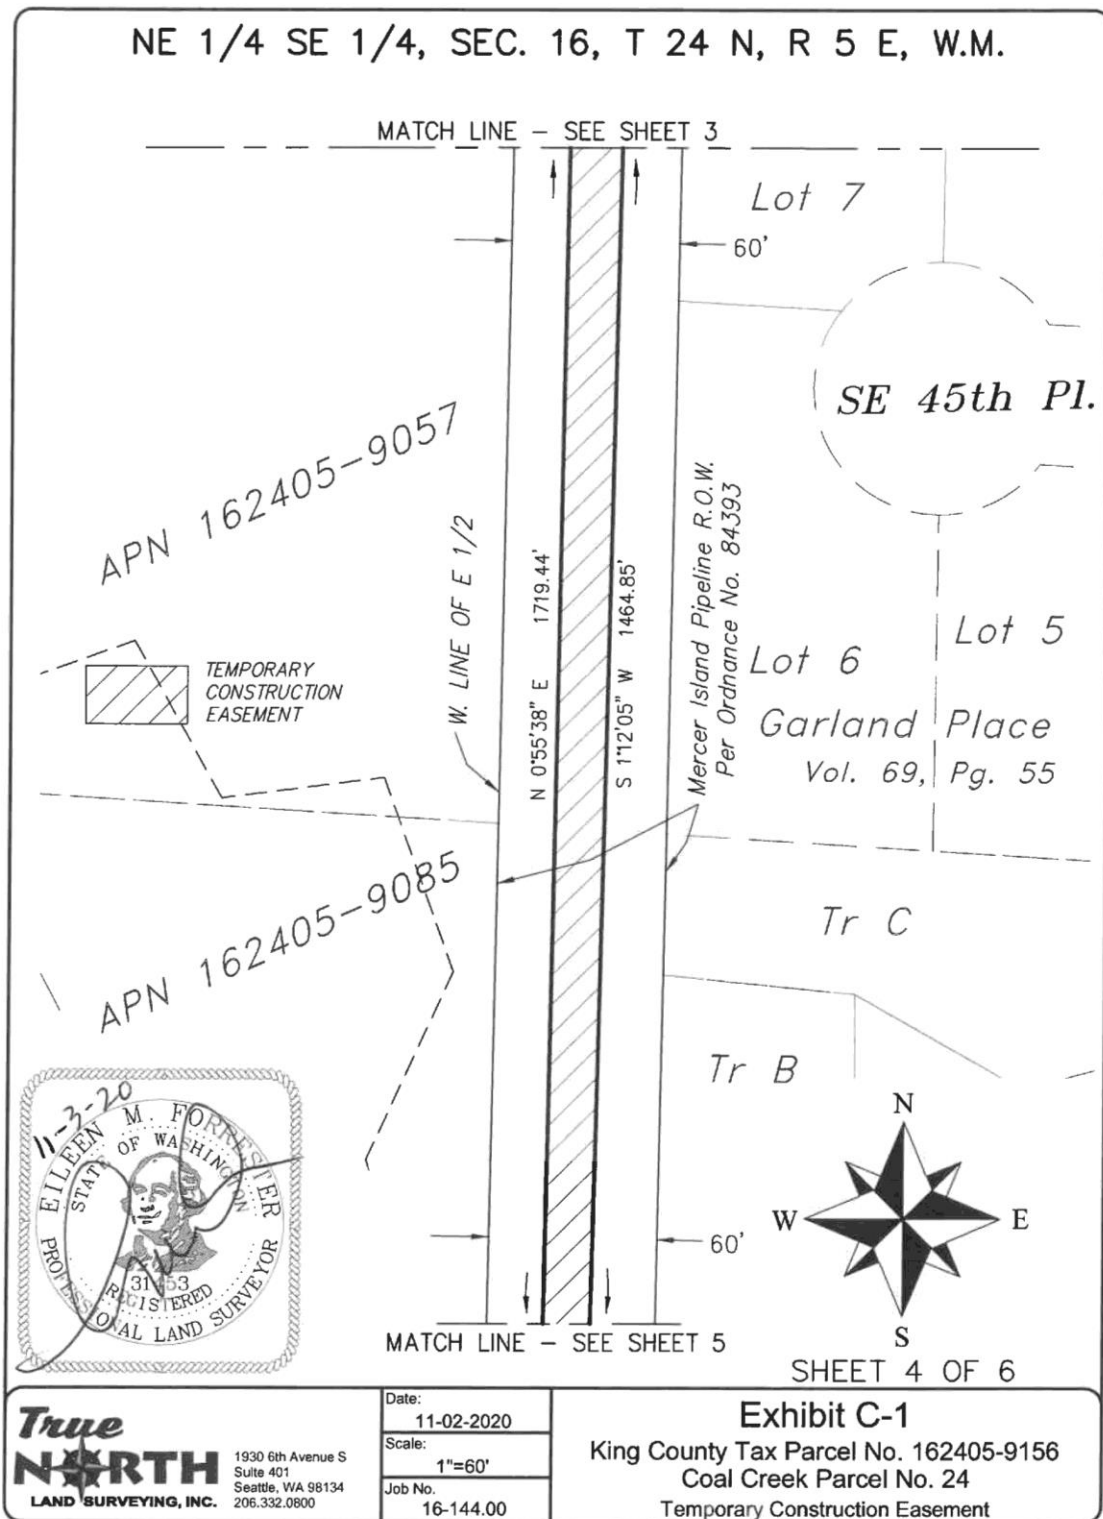 NE 1/4 SE 1/4, SEC. 16, T 24 N, R 5 E, W.M.
MATCH LINE – SEE SHEET 3
Lot 7
60'
SE 45th Pl.
APN 162405-9057
W. LINE OF E 1/2
N 0°55'38" E 1719.44'
S 1°12'05" W 1464.85'
Mercer Island Pipeline R.O.W.
Per Ordnance No. 84393
Lot 6
Lot 5
Garland Place
Vol. 69, Pg. 55
TEMPORARY
CONSTRUCTION
EASEMENT
APN 162405-9085
Tr C
Tr B
11-3-20
EILEEN M. FORRESTER
STATE OF WASHINGTON
REGISTERED
PROFESSIONAL LAND SURVEYOR
N
W
E
S
60'
MATCH LINE – SEE SHEET 5
SHEET 4 OF 6
True
NORTH
LAND SURVEYING, INC.
1930 6th Avenue S
Suite 401
Seattle, WA 98134
206.332.0800
Date:
11-02-2020
Scale:
1"=60'
Job No.
16-144.00
Exhibit C-1
King County Tax Parcel No. 162405-9156
Coal Creek Parcel No. 24
Temporary Construction Easement